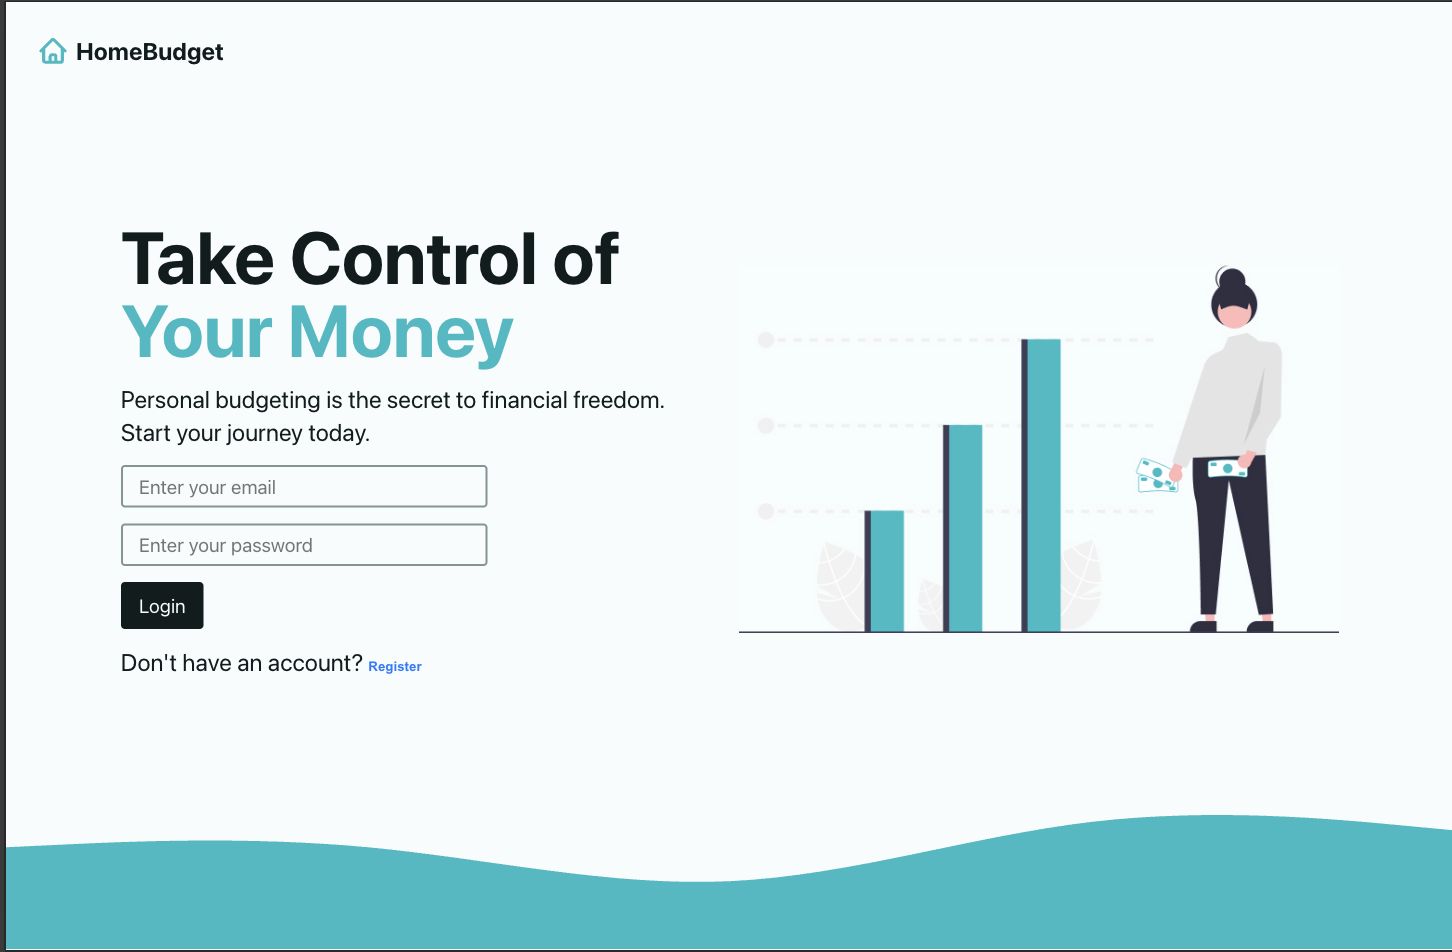 HomeBudget
Take Control of
Your Money
Personal budgeting is the secret to financial freedom.
Start your journey today.
Enter your email
Enter your password
Login
Don't have an account? Register